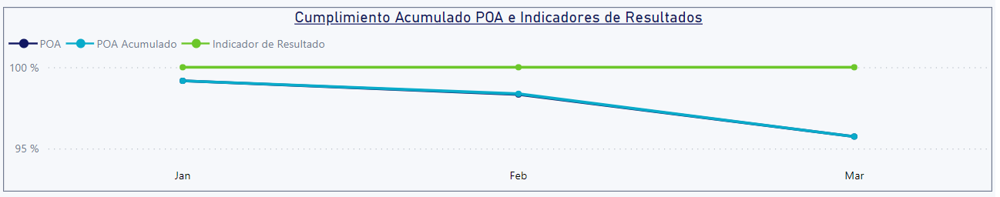 Cumplimiento Acumulado POA e Indicadores de Resultados
POA POA Acumulado Indicador de Resultado
100 %
95 %
Jan Feb Mar